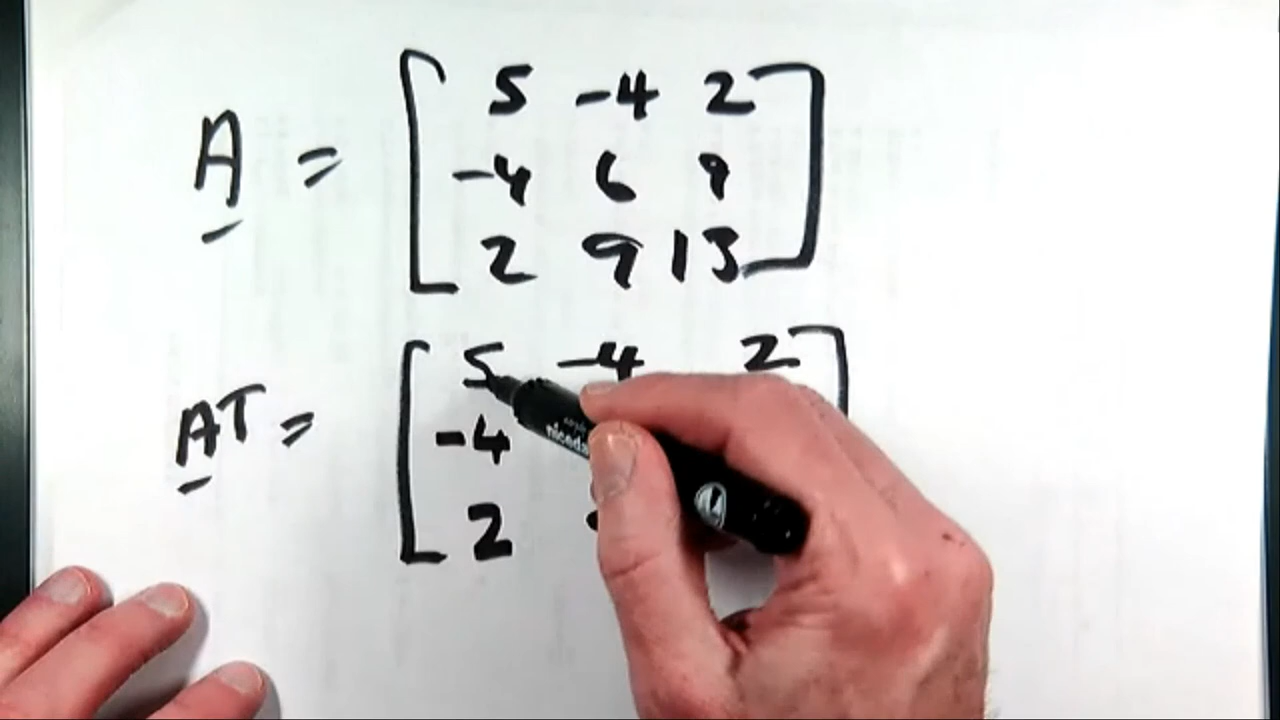 A = [ 5 -4 2
-4 6 9
2 9 13 ]
AT = [ 5 -4 2
-4
2